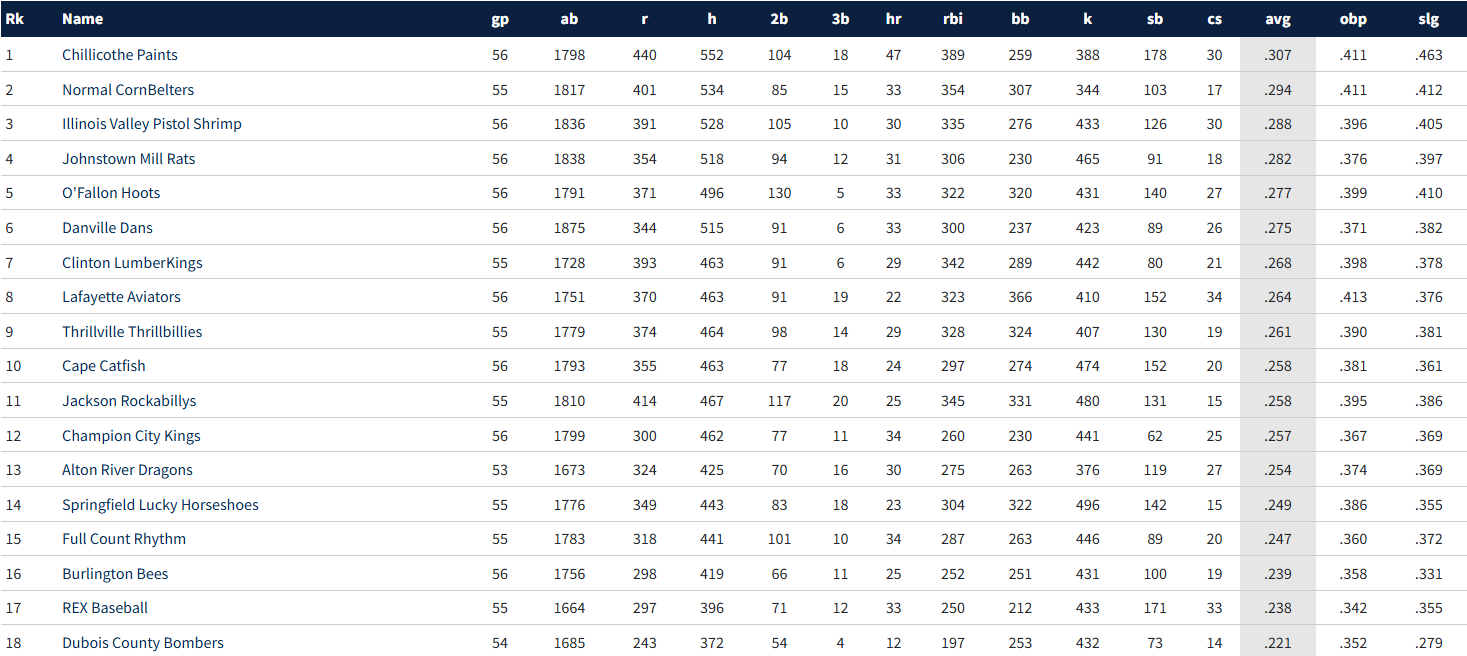 Rk Name gp ab r h 2b 3b hr rbi bb k sb cs avg obp slg
1 Chillicothe Paints 56 1798 440 552 104 18 47 389 259 388 178 30 .307 .411 .463
2 Normal CornBelters 55 1817 401 534 85 15 33 354 307 344 103 17 .294 .411 .412
3 Illinois Valley Pistol Shrimp 56 1836 391 528 105 10 30 335 276 433 126 30 .288 .396 .405
4 Johnstown Mill Rats 56 1838 354 518 94 12 31 306 230 465 91 18 .282 .376 .397
5 O'Fallon Hoots 56 1791 371 496 130 5 33 322 320 431 140 27 .277 .399 .410
6 Danville Dans 56 1875 344 515 91 6 33 300 237 423 89 26 .275 .371 .382
7 Clinton LumberKings 55 1728 393 463 91 6 29 342 289 442 80 21 .268 .398 .378
8 Lafayette Aviators 56 1751 370 463 91 19 22 323 366 410 152 34 .264 .413 .376
9 Thrillville Thrillbillies 55 1779 374 464 98 14 29 328 324 407 130 19 .261 .390 .381
10 Cape Catfish 56 1793 355 463 77 18 24 297 274 474 152 20 .258 .381 .361
11 Jackson Rockabillys 55 1810 414 467 117 20 25 345 331 480 131 15 .258 .395 .386
12 Champion City Kings 56 1799 300 462 77 11 34 260 230 441 62 25 .257 .367 .369
13 Alton River Dragons 53 1673 324 425 70 16 30 275 263 376 119 27 .254 .374 .369
14 Springfield Lucky Horseshoes 55 1776 349 443 83 18 23 304 322 496 142 15 .249 .386 .355
15 Full Count Rhythm 55 1783 318 441 101 10 34 287 263 446 89 20 .247 .360 .372
16 Burlington Bees 56 1756 298 419 66 11 25 252 251 431 100 19 .239 .358 .331
17 REX Baseball 55 1664 297 396 71 12 33 250 212 433 171 33 .238 .342 .355
18 Dubois County Bombers 54 1685 243 372 54 4 12 197 253 432 73 14 .221 .352 .279